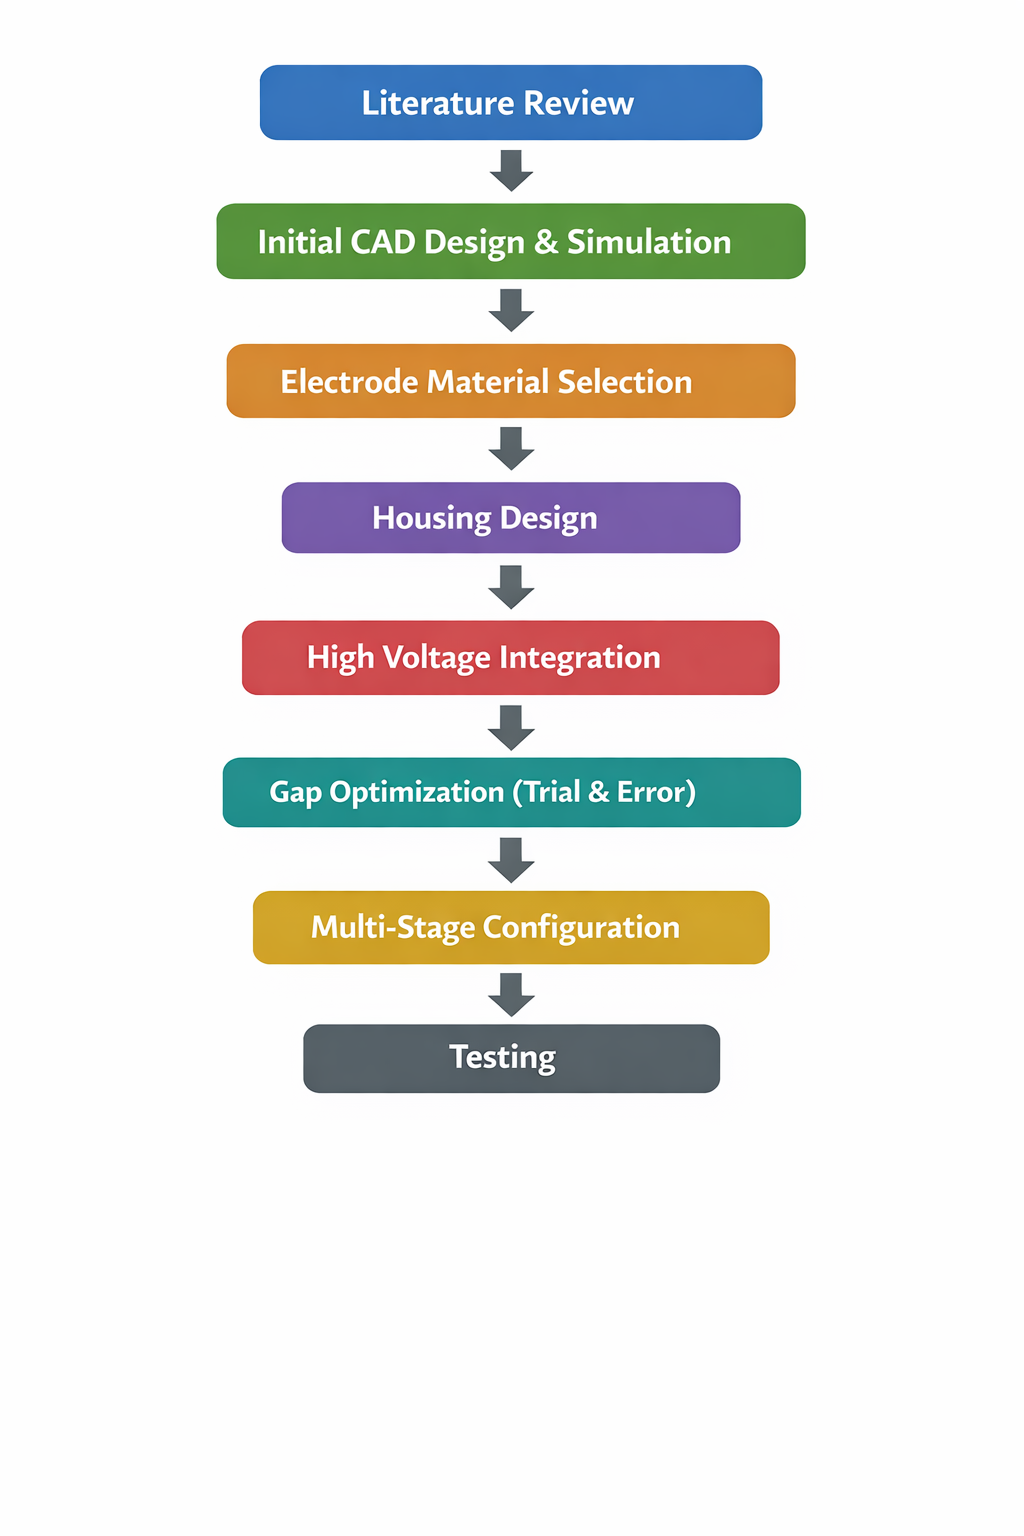 Literature Review
Initial CAD Design & Simulation
Electrode Material Selection
Housing Design
High Voltage Integration
Gap Optimization (Trial & Error)
Multi-Stage Configuration
Testing